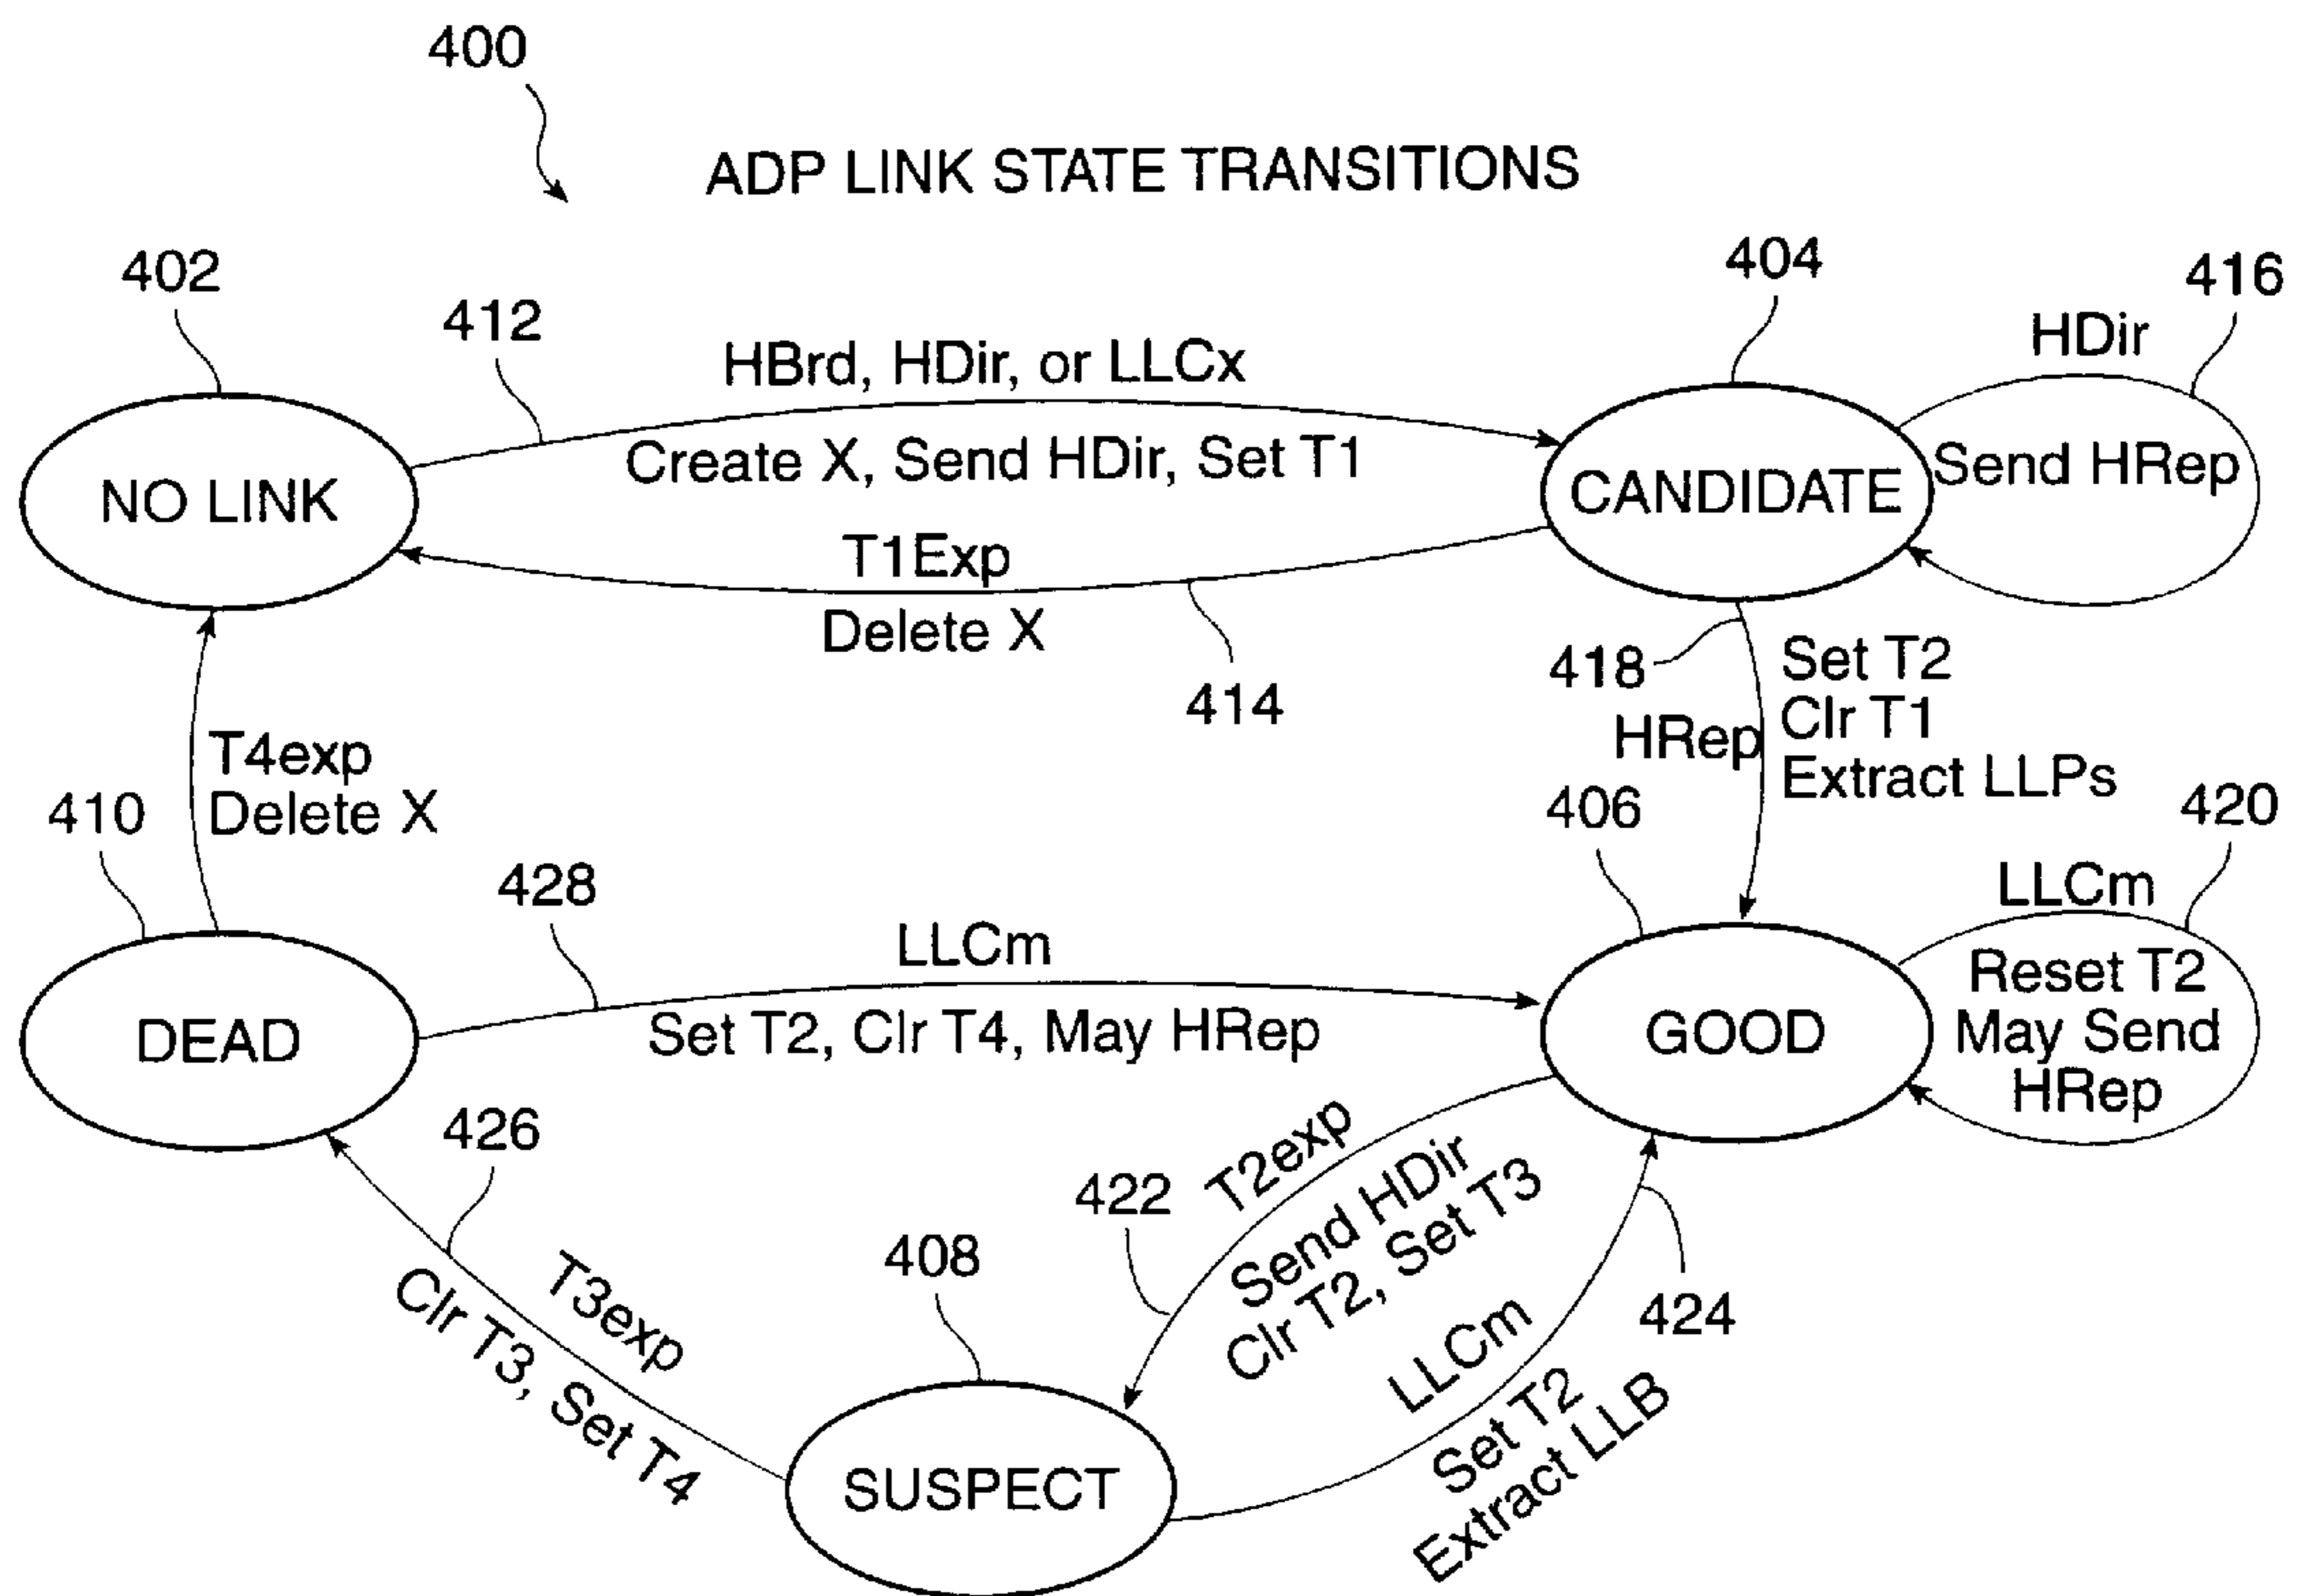 400
ADP LINK STATE TRANSITIONS
402
412
404
416
HBrd, HDir, or LLCx
HDir
NO LINK
Create X, Send HDir, Set T1
CANDIDATE
Send HRep
T1Exp
Delete X
414
418
Set T2
Clr T1
HRep
Extract LLPs
T4exp
Delete X
410
406
420
428
LLCm
LLCm
DEAD
Set T2, Clr T4, May HRep
GOOD
Reset T2
May Send
HRep
426
422
T2exp
Send HDir
Clr T2, Set T3
408
424
T3exp
Clr T3, Set T4
LLCm
Set T2
Extract LLB
SUSPECT